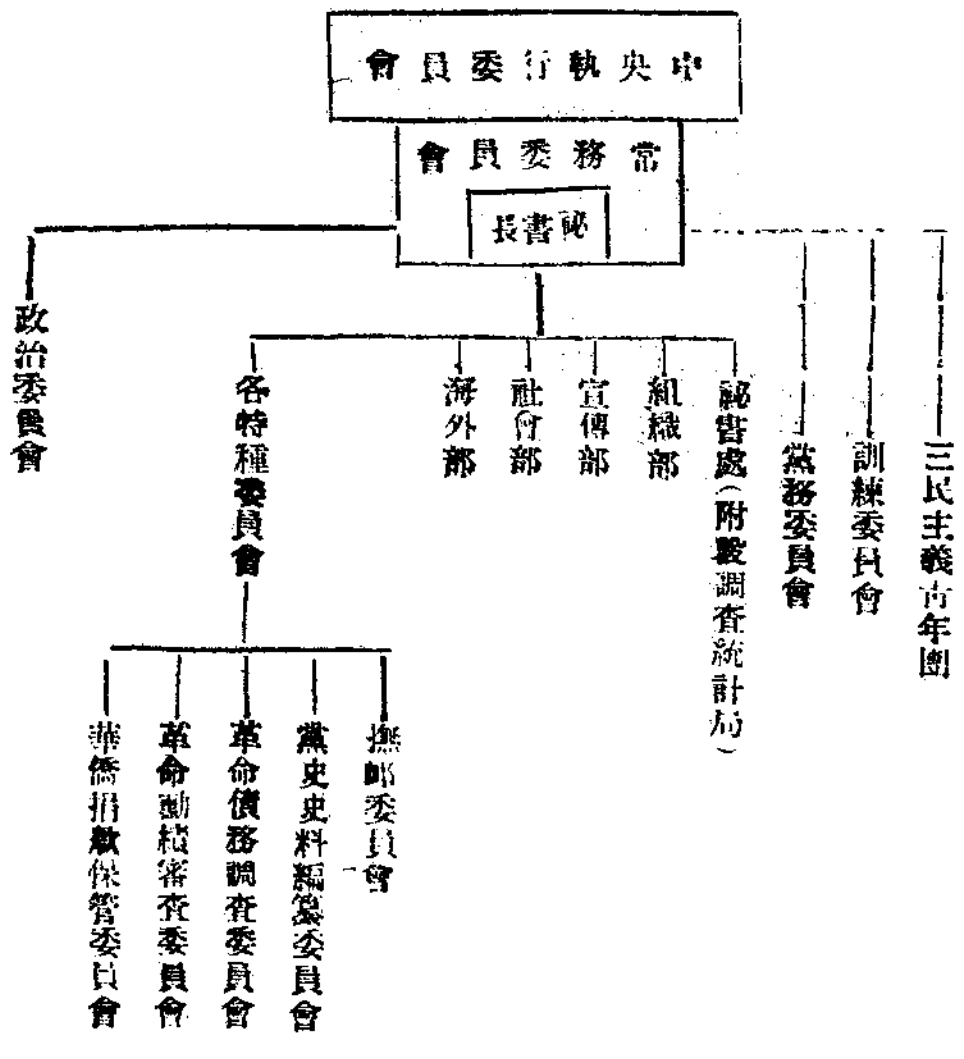 中央執行委員會
常務委員會
祕書長
三民主義青年團
訓練委員會
黨務委員會
祕書處(附設調查統計局)
組織部
宣傳部
社會部
海外部
各特種委員會
政治委員會
撫卹委員會
黨史史料編纂委員會
革命債務調查委員會
革命勳績審查委員會
華僑捐款保管委員會